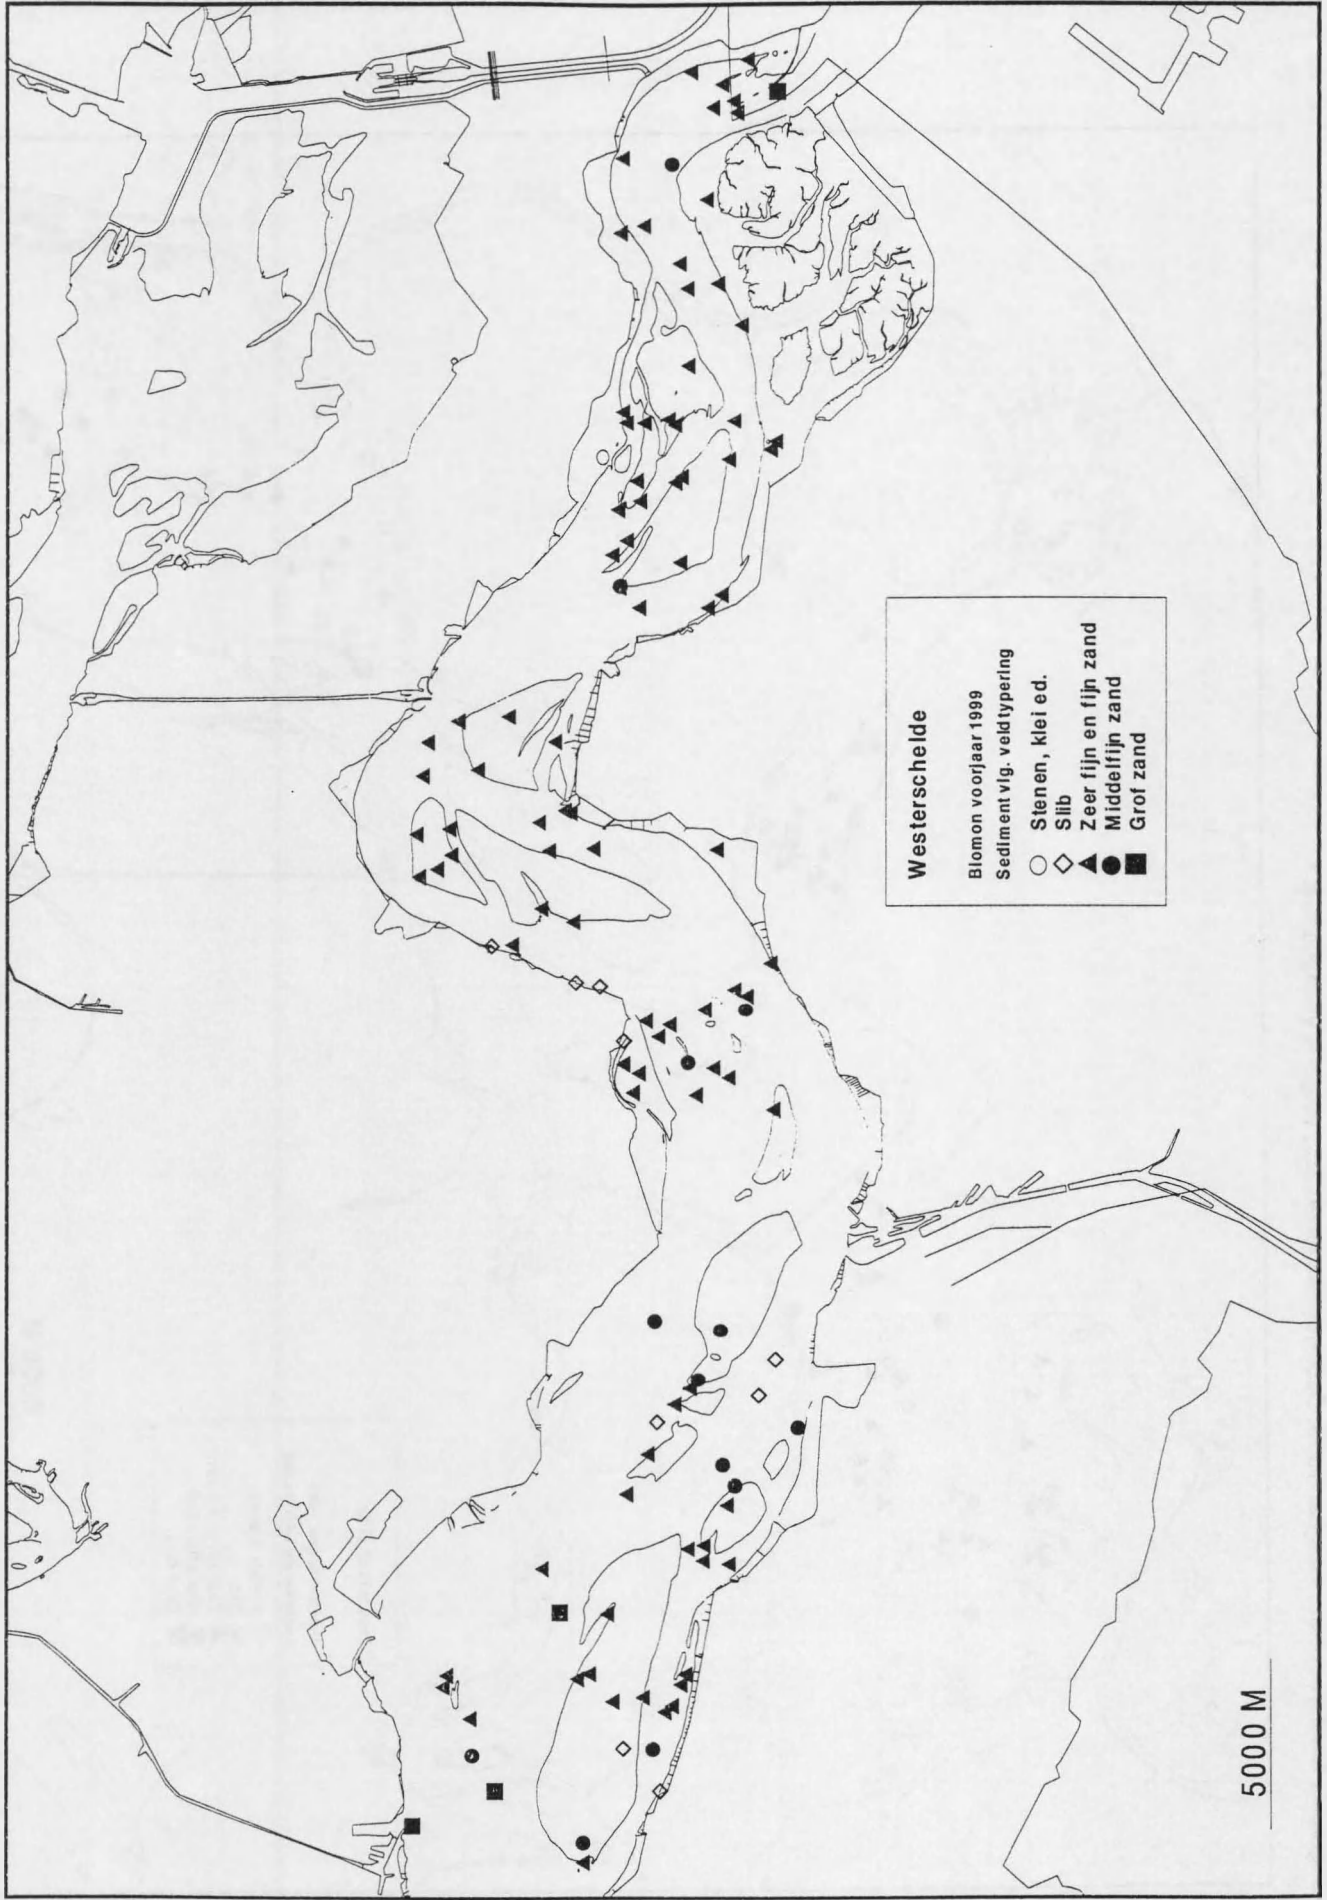 Westerschelde
Biomon voorjaar 1999
Sediment vlg. veldtypering
Stenen, klei ed.
Slib
Zeer fijn en fijn zand
Middelfijn zand
Grof zand
5000 M